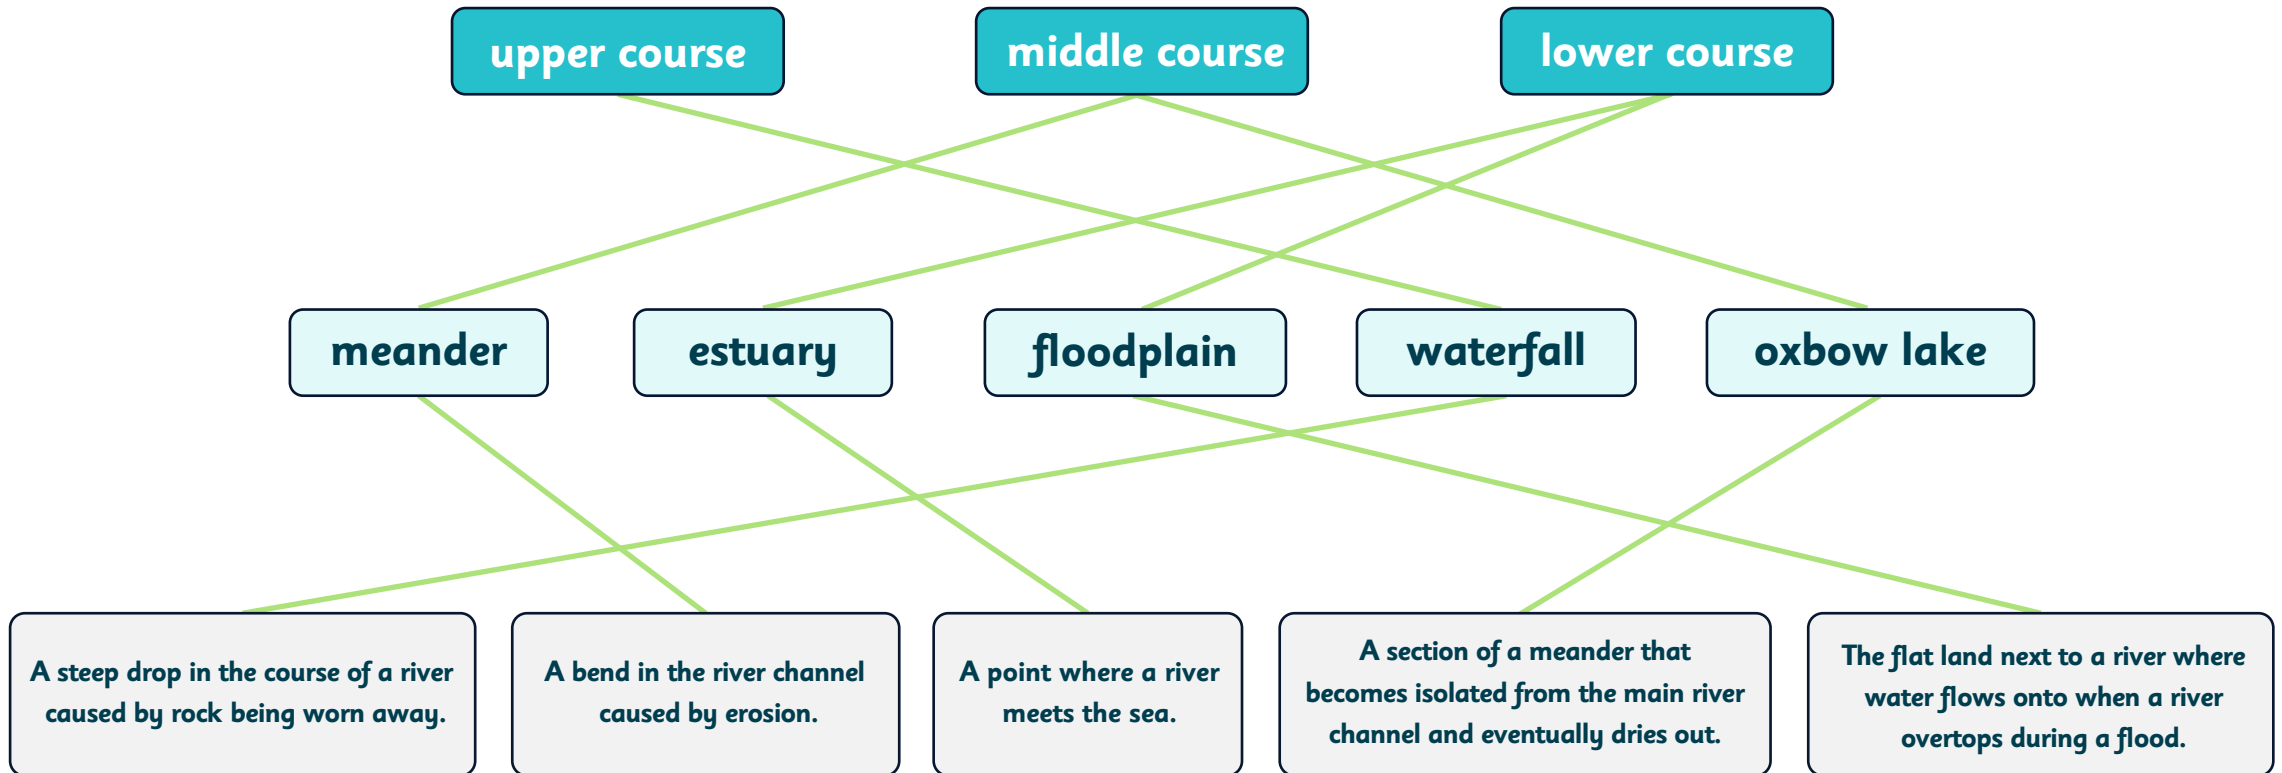 upper course
middle course
lower course
meander
estuary
floodplain
waterfall
oxbow lake
A steep drop in the course of a river
caused by rock being worn away.
A bend in the river channel
caused by erosion.
A point where a river
meets the sea.
A section of a meander that
becomes isolated from the main river
channel and eventually dries out.
The flat land next to a river where
water flows onto when a river
overtops during a flood.